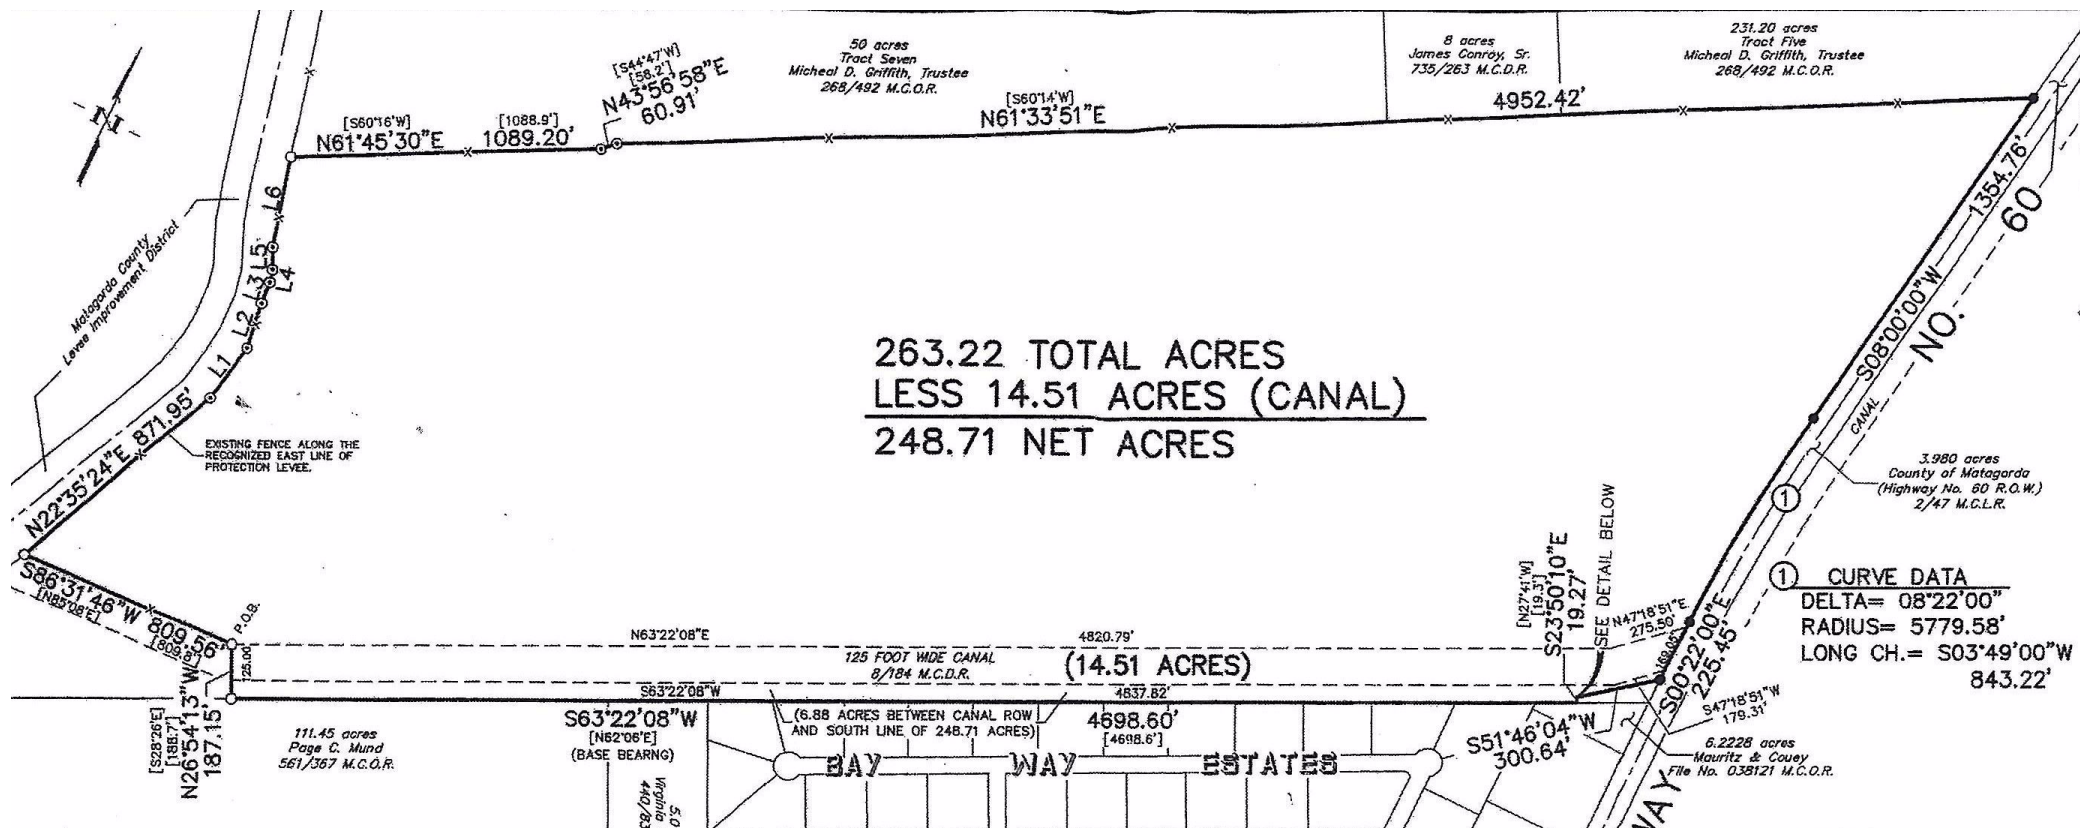 50 acres
Tract Seven
Micheal D. Griffith, Trustee
268/492 M.C.O.R.
8 acres
James Conroy, Sr.
735/263 M.C.D.R.
231.20 acres
Tract Five
Micheal D. Griffith, Trustee
268/492 M.C.O.R.
N
[S44°47'W]
[58.2']
N43°56'58"E
60.91'
[S60°16'W]
N61°45'30"E
[1088.9']
1089.20'
[S60°14'W]
N61°33'51"E
4952.42'
1354.76'
S08°00'00"W
NO. 60
CANAL
Matagorda County
Levee Improvement District
L6
L5
L4
L3
L2
L1
N22°35'24"E 871.95'
EXISTING FENCE ALONG THE
RECOGNIZED EAST LINE OF
PROTECTION LEVEE.
263.22 TOTAL ACRES
LESS 14.51 ACRES (CANAL)
248.71 NET ACRES
3.980 acres
County of Matagorda
(Highway No. 60 R.O.W.)
2/47 M.C.L.R.
1
1 CURVE DATA
DELTA= 08°22'00"
RADIUS= 5779.58'
LONG CH.= S03°49'00"W
843.22'
S86°31'46"W 809.56'
[N85°08'E]
[809.8']
P.O.B.
125.00'
N63°22'08"E
4820.79'
125 FOOT WIDE CANAL
8/184 M.C.D.R.
(14.51 ACRES)
S63°22'08"W
4837.82'
[N27°41'W]
[19.3']
S23°50'10"E
19.27'
SEE DETAIL BELOW
N47°18'51"E
275.50'
S00°22'00"E
225.45'
S47°18'51"W
179.31'
[S28°26'E]
[188.7']
N26°54'13"W
187.15'
111.45 acres
Page C. Mund
561/367 M.C.O.R.
S63°22'08"W
[N62°06'E]
(BASE BEARNG)
(6.88 ACRES BETWEEN CANAL ROW
AND SOUTH LINE OF 248.71 ACRES)
4698.60'
[4698.6']
S51°46'04"W
300.64'
6.2228 acres
Mauritz & Couey
File No. 038121 M.C.O.R.
BAY WAY ESTATES
5.0
Virginia
WAY